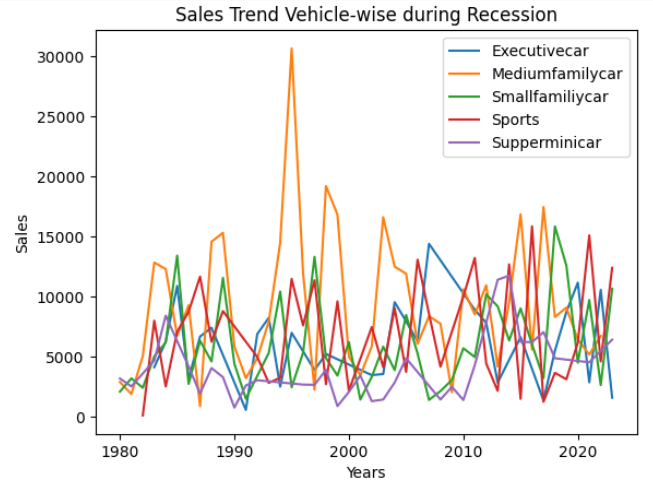 Sales Trend Vehicle-wise during Recession
Executivecar
Mediumfamilycar
Smallfamiliycar
Sports
Supperminicar
30000
25000
20000
15000
10000
5000
0
Sales
1980
1990
2000
2010
2020
Years